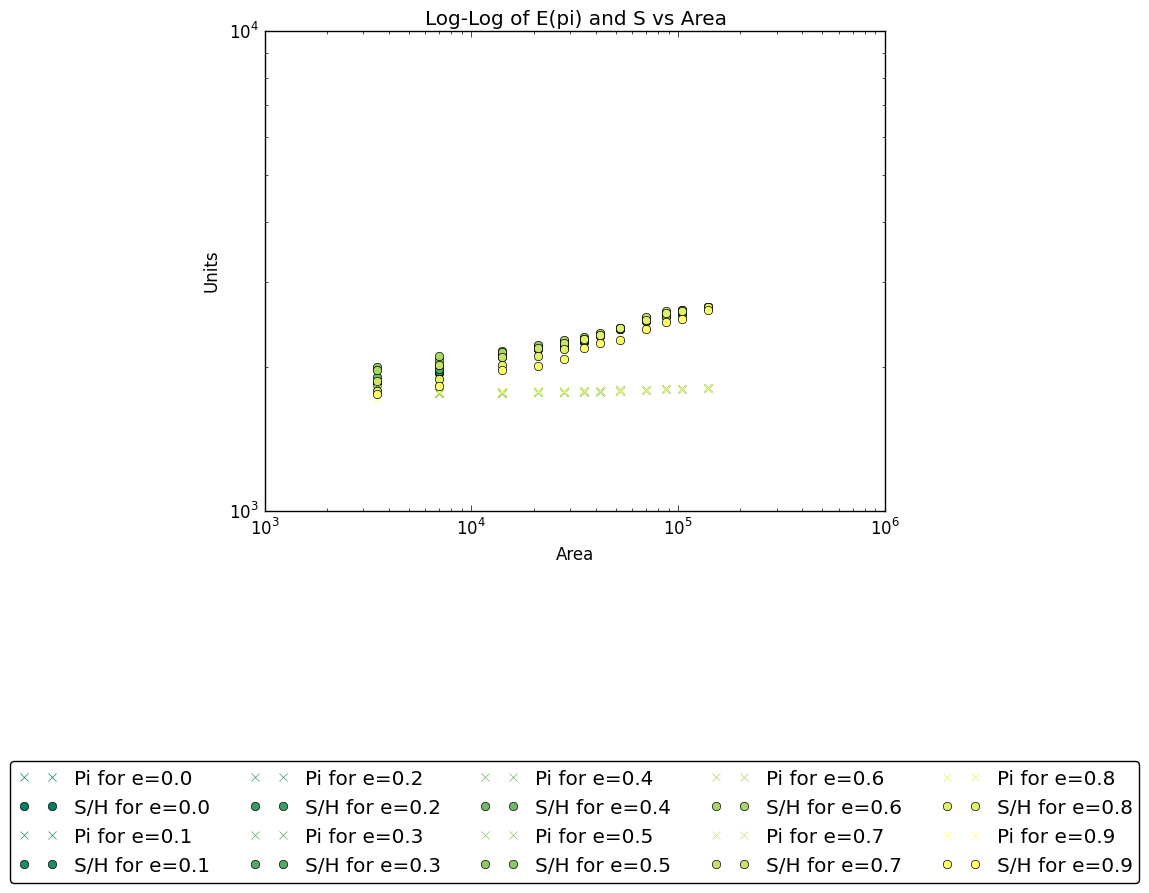 Log-Log of E(pi) and S vs Area
10^4
Units
10^3
10^3 10^4 10^5 10^6
Area
Pi for e=0.0 Pi for e=0.2 Pi for e=0.4 Pi for e=0.6 Pi for e=0.8
S/H for e=0.0 S/H for e=0.2 S/H for e=0.4 S/H for e=0.6 S/H for e=0.8
Pi for e=0.1 Pi for e=0.3 Pi for e=0.5 Pi for e=0.7 Pi for e=0.9
S/H for e=0.1 S/H for e=0.3 S/H for e=0.5 S/H for e=0.7 S/H for e=0.9